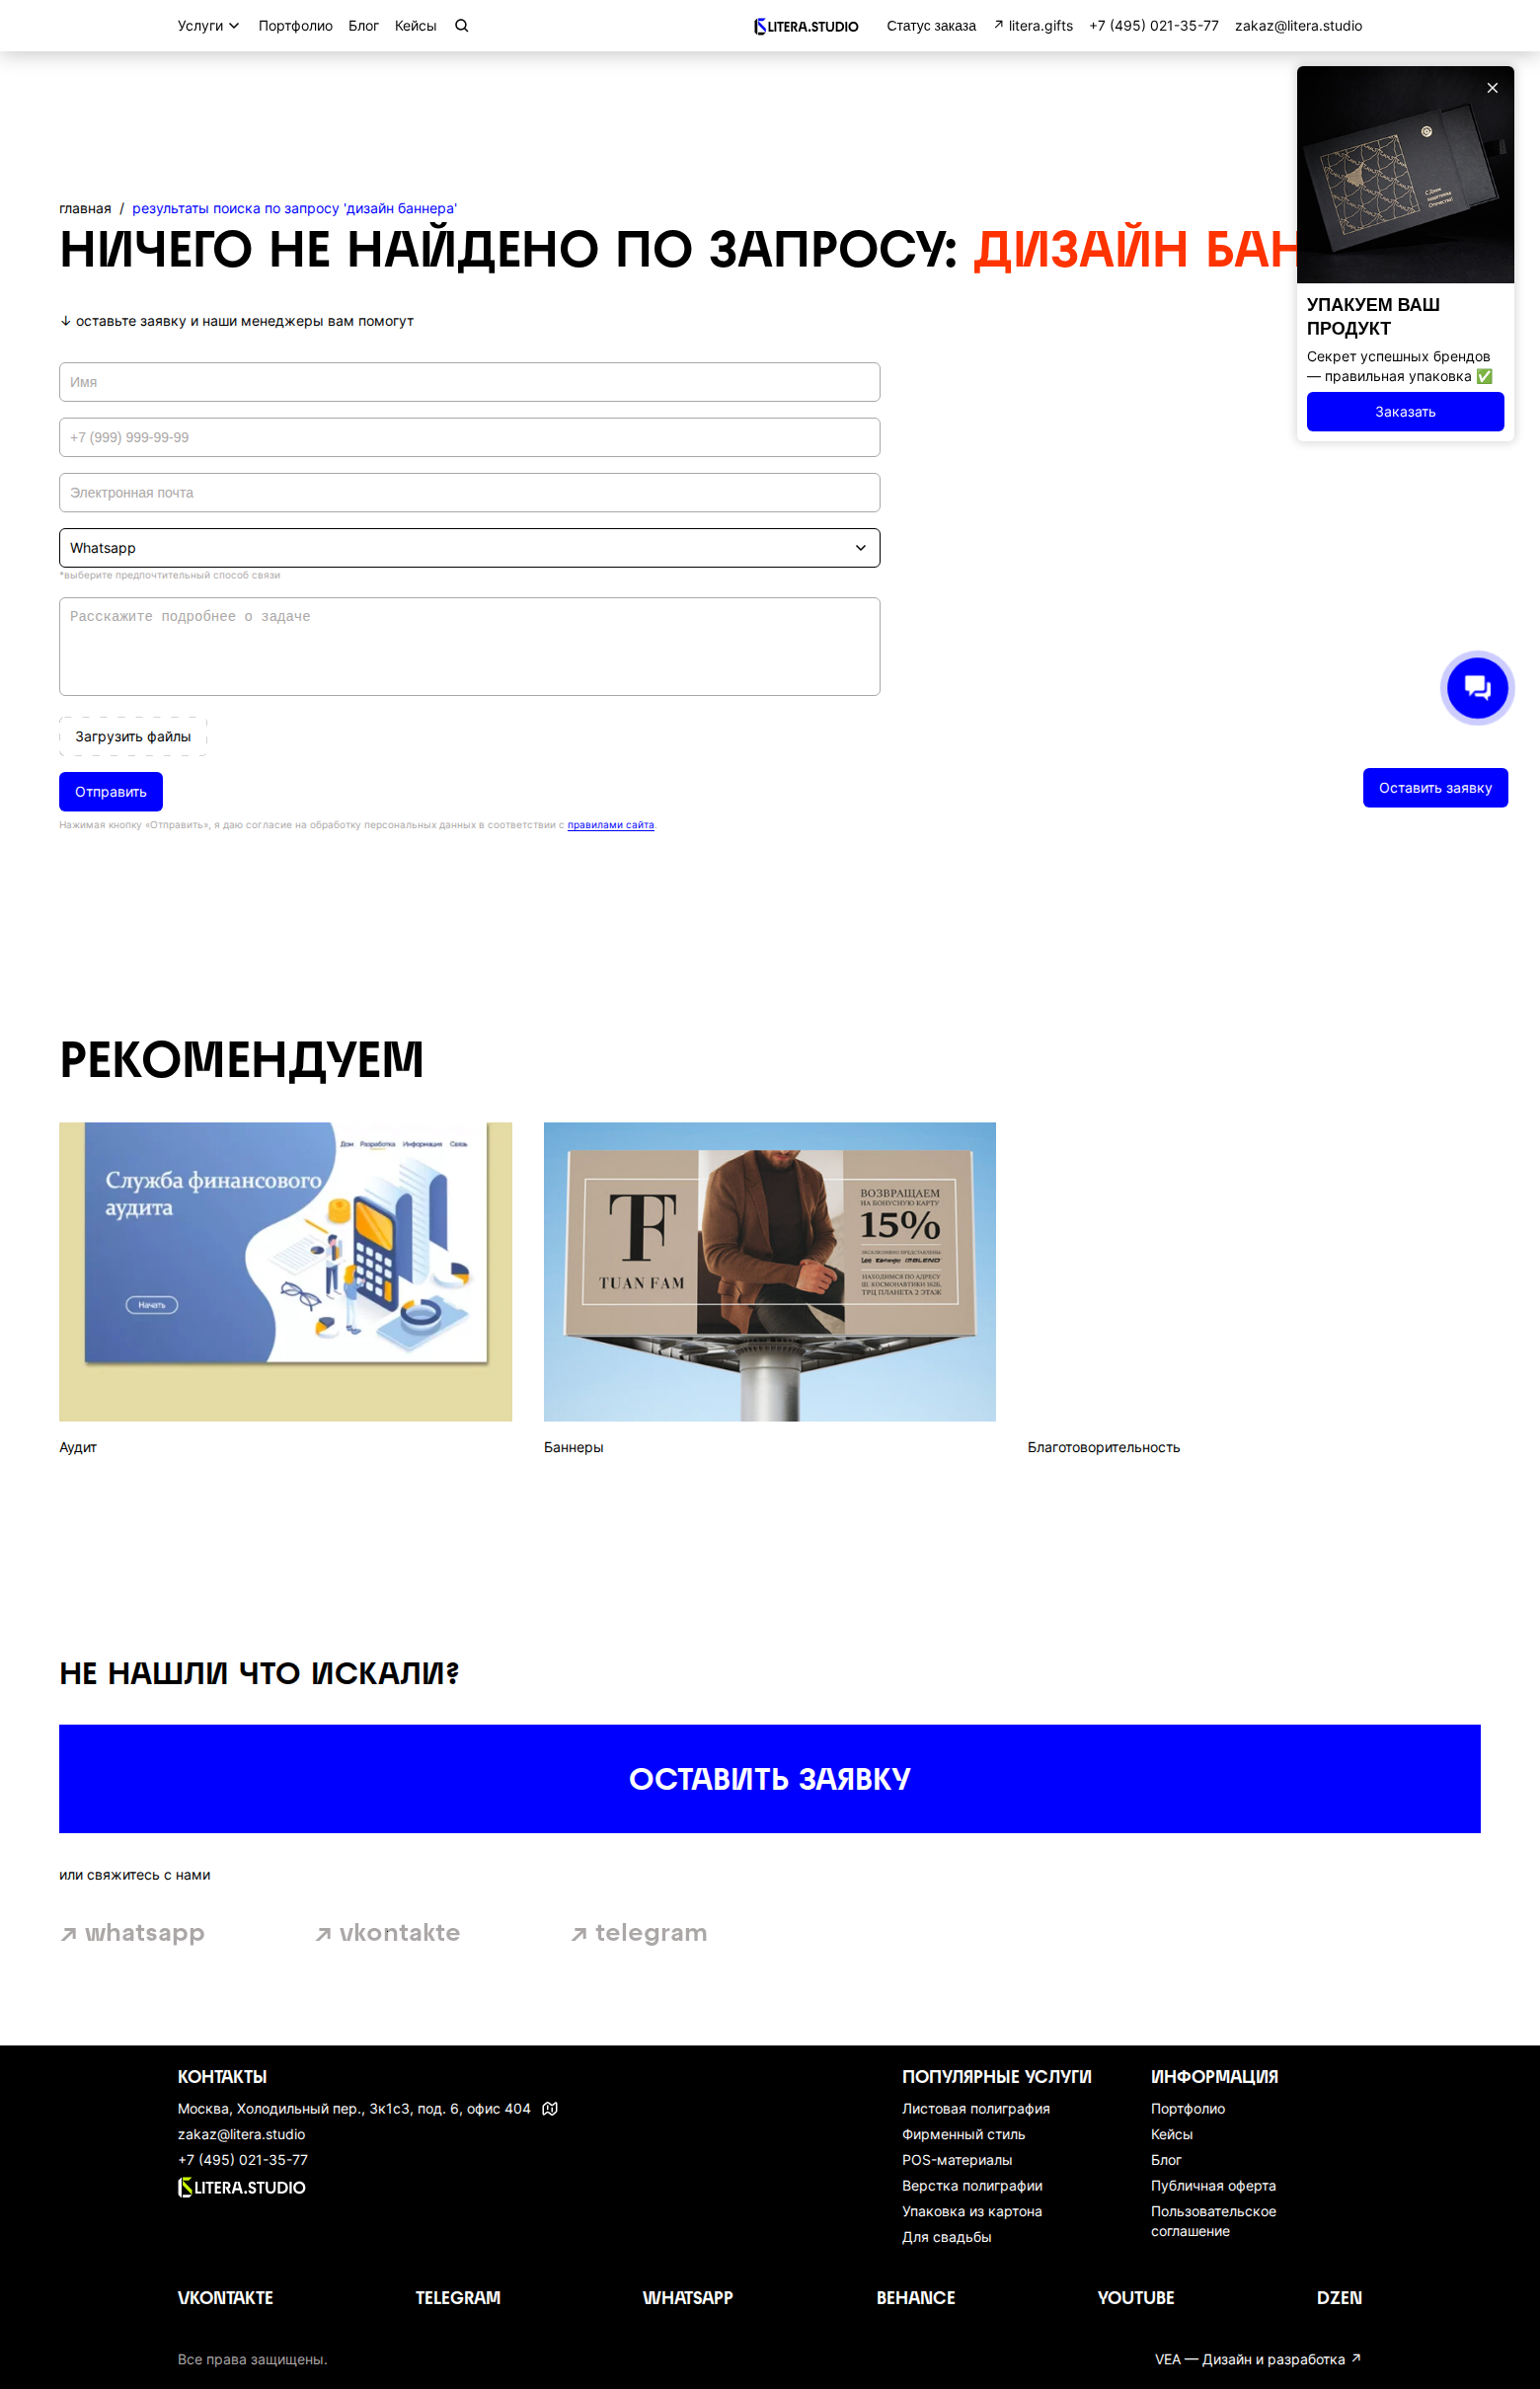 Услуги
Портфолио
Блог
Кейсы
LITERA.STUDIO
Статус заказа
↗ litera.gifts
+7 (495) 021-35-77
zakaz@litera.studio
главная / результаты поиска по запросу 'дизайн баннера'
НИЧЕГО НЕ НАЙДЕНО ПО ЗАПРОСУ: ДИЗАЙН БАН
↓ оставьте заявку и наши менеджеры вам помогут
УПАКУЕМ ВАШ
ПРОДУКТ
Секрет успешных брендов
— правильная упаковка ✅
Заказать
Имя
+7 (999) 999-99-99
Электронная почта
Whatsapp
*выберите предпочтительный способ связи
Расскажите подробнее о задаче
Загрузить файлы
Отправить
Оставить заявку
Нажимая кнопку «Отправить», я даю согласие на обработку персональных данных в соответствии с правилами сайта.
РЕКОМЕНДУЕМ
Дом Разработка Информация Связь
Служба финансового
аудита
Начать
TF
TUAN FAM
ВОЗВРАЩАЕМ
НА БОНУСНУЮ КАРТУ
15%
ЭКСКЛЮЗИВНО ПРЕДСТАВЛЕНЫ
НАХОДИМСЯ ПО АДРЕСУ
Ш. КОСМОНАВТИКИ 162Б,
ТРЦ ПЛАНЕТА 2 ЭТАЖ
Аудит
Баннеры
Благотоворительность
НЕ НАШЛИ ЧТО ИСКАЛИ?
ОСТАВИТЬ ЗАЯВКУ
или свяжитесь с нами
↗ whatsapp
↗ vkontakte
↗ telegram
КОНТАКТЫ
Москва, Холодильный пер., 3к1с3, под. 6, офис 404
zakaz@litera.studio
+7 (495) 021-35-77
LITERA.STUDIO
ПОПУЛЯРНЫЕ УСЛУГИ
Листовая полиграфия
Фирменный стиль
POS-материалы
Верстка полиграфии
Упаковка из картона
Для свадьбы
ИНФОРМАЦИЯ
Портфолио
Кейсы
Блог
Публичная оферта
Пользовательское
соглашение
VKONTAKTE
TELEGRAM
WHATSAPP
BEHANCE
YOUTUBE
DZEN
Все права защищены.
VEA — Дизайн и разработка ↗